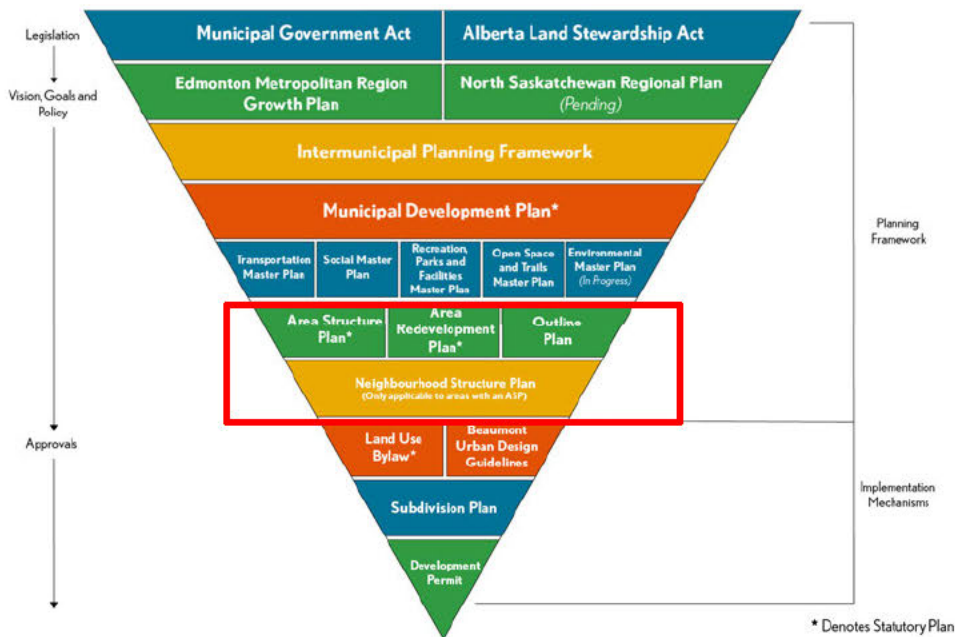 Legislation
Municipal Government Act
Alberta Land Stewardship Act
Vision, Goals and
Policy
Edmonton Metropolitan Region
Growth Plan
North Saskatchewan Regional Plan
(Pending)
Intermunicipal Planning Framework
Municipal Development Plan*
Planning
Framework
Transportation
Master Plan
Social Master
Plan
Recreation,
Parks and
Facilities
Master Plan
Open Space
and Trails
Master Plan
Environmental
Master Plan
(In Progress)
Area Structure
Plan*
Area
Redevelopment
Plan*
Outline
Plan
Neighbourhood Structure Plan
(Only applicable to areas with an ASP)
Approvals
Land Use
Bylaw*
Beaumont
Urban Design
Guidelines
Implementation
Mechanisms
Subdivision Plan
Development
Permit
* Denotes Statutory Plan